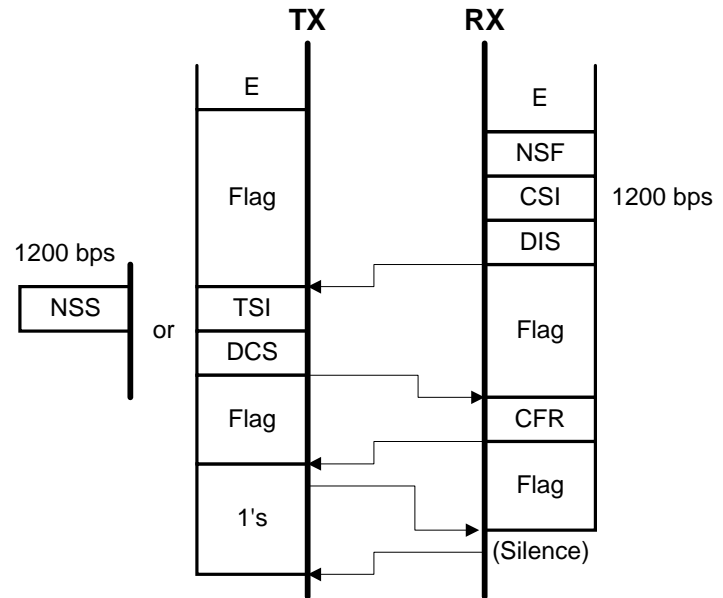 TX
RX
E
E
NSF
Flag
CSI
1200 bps
DIS
1200 bps
NSS
or
TSI
Flag
DCS
CFR
Flag
Flag
1's
(Silence)